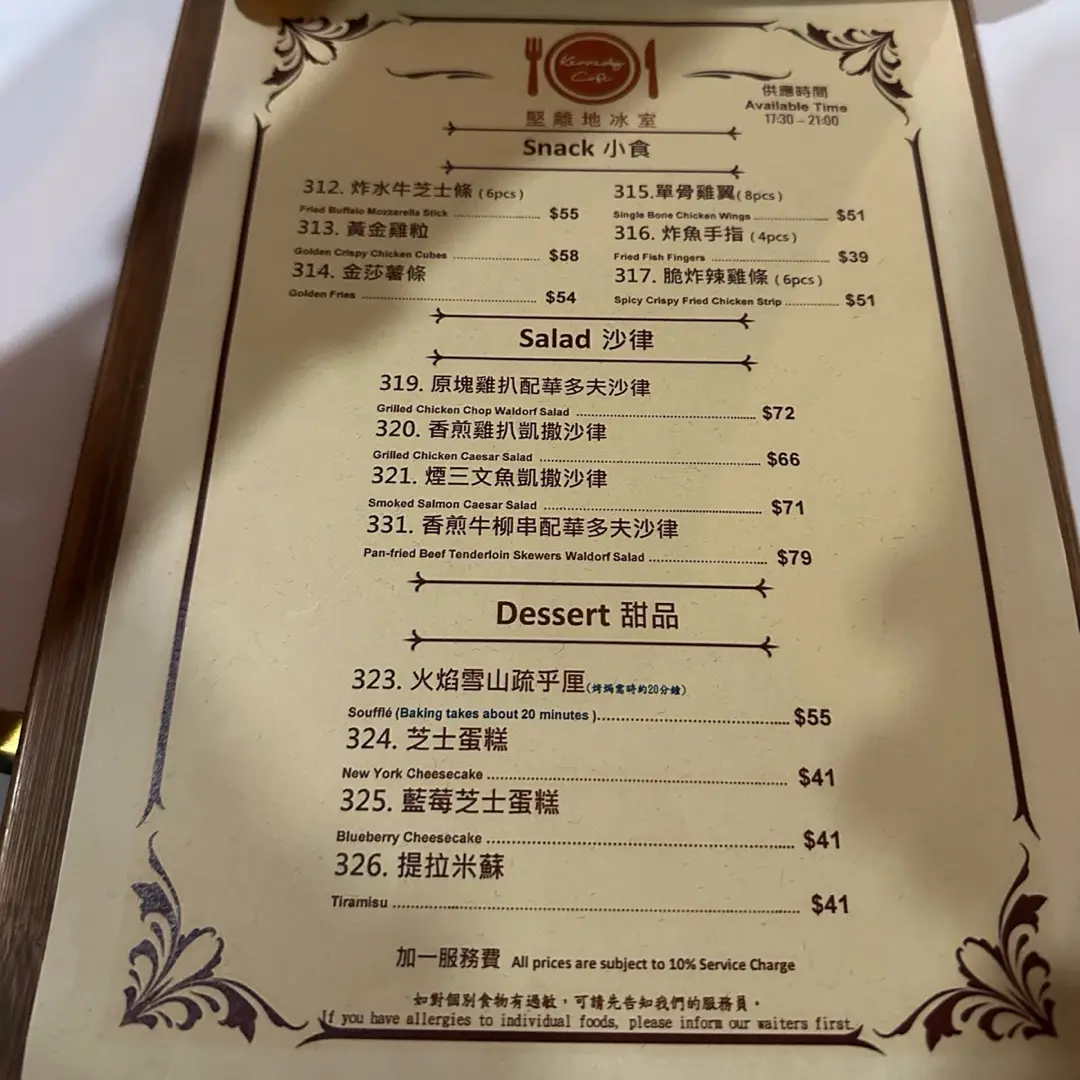 Kennedy
Cafe
堅離地冰室
供應時間
Available Time
17:30 – 21:00
Snack 小食
312. 炸水牛芝士條 (6pcs)
Fried Buffalo Mozzarella Stick ........ $55
313. 黃金雞粒
Golden Crispy Chicken Cubes ........ $58
314. 金莎薯條
Golden Fries ........ $54
315.單骨雞翼(8pcs)
Single Bone Chicken Wings ........ $51
316. 炸魚手指 (4pcs)
Fried Fish Fingers ........ $39
317. 脆炸辣雞條 (6pcs)
Spicy Crispy Fried Chicken Strip ........ $51
Salad 沙律
319. 原塊雞扒配華多夫沙律
Grilled Chicken Chop Waldorf Salad ........ $72
320. 香煎雞扒凱撒沙律
Grilled Chicken Caesar Salad ........ $66
321. 煙三文魚凱撒沙律
Smoked Salmon Caesar Salad ........ $71
331. 香煎牛柳串配華多夫沙律
Pan-fried Beef Tenderloin Skewers Waldorf Salad ........ $79
Dessert 甜品
323. 火焰雪山疏乎厘(烤焗需時約20分鐘)
Soufflé (Baking takes about 20 minutes )........ $55
324. 芝士蛋糕
New York Cheesecake ........ $41
325. 藍莓芝士蛋糕
Blueberry Cheesecake ........ $41
326. 提拉米蘇
Tiramisu ........ $41
加一服務費 All prices are subject to 10% Service Charge
如對個別食物有過敏，可請先告知我們的服務員。
If you have allergies to individual foods, please inform our waiters first.